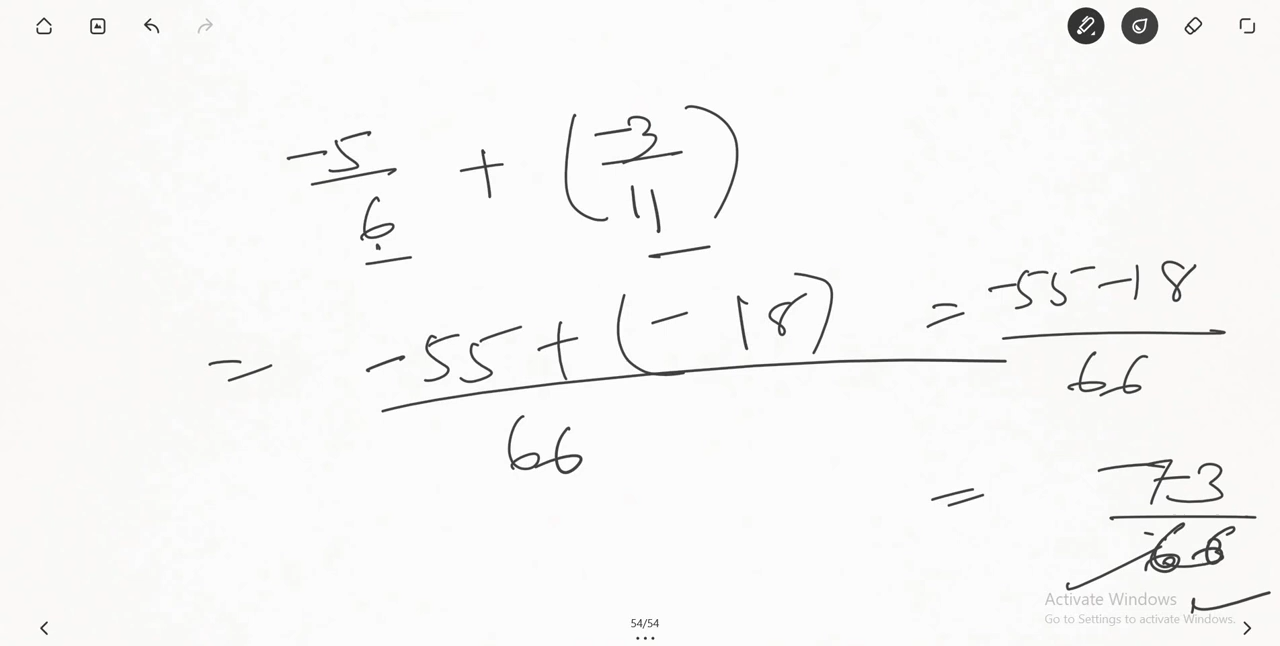 -5/6 + (-3/11)
= -55 + (-18) / 66 = -55-18 / 66
= -73 / 66
Activate Windows
Go to Settings to activate Windows.
54/54